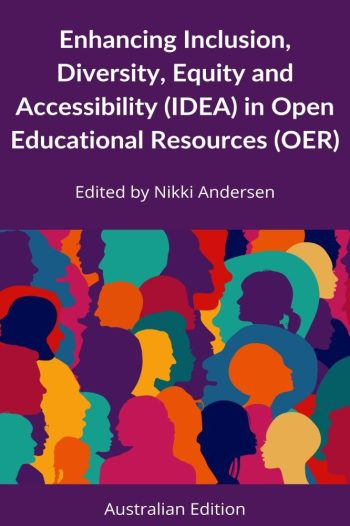 Enhancing Inclusion,
Diversity, Equity and
Accessibility (IDEA) in Open
Educational Resources (OER)
Edited by Nikki Andersen
Australian Edition